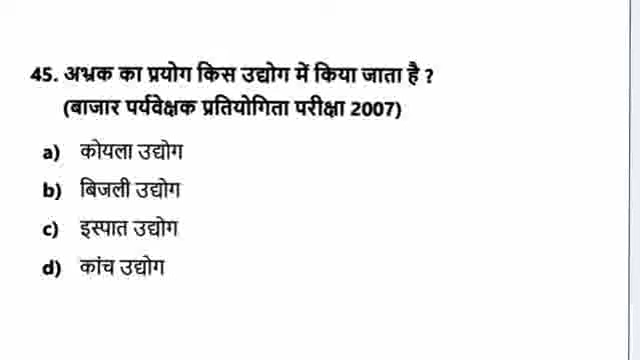 45. अभ्रक का प्रयोग किस उद्योग में किया जाता है ?
(बाजार पर्यवेक्षक प्रतियोगिता परीक्षा 2007)
a) कोयला उद्योग
b) बिजली उद्योग
c) इस्पात उद्योग
d) कांच उद्योग